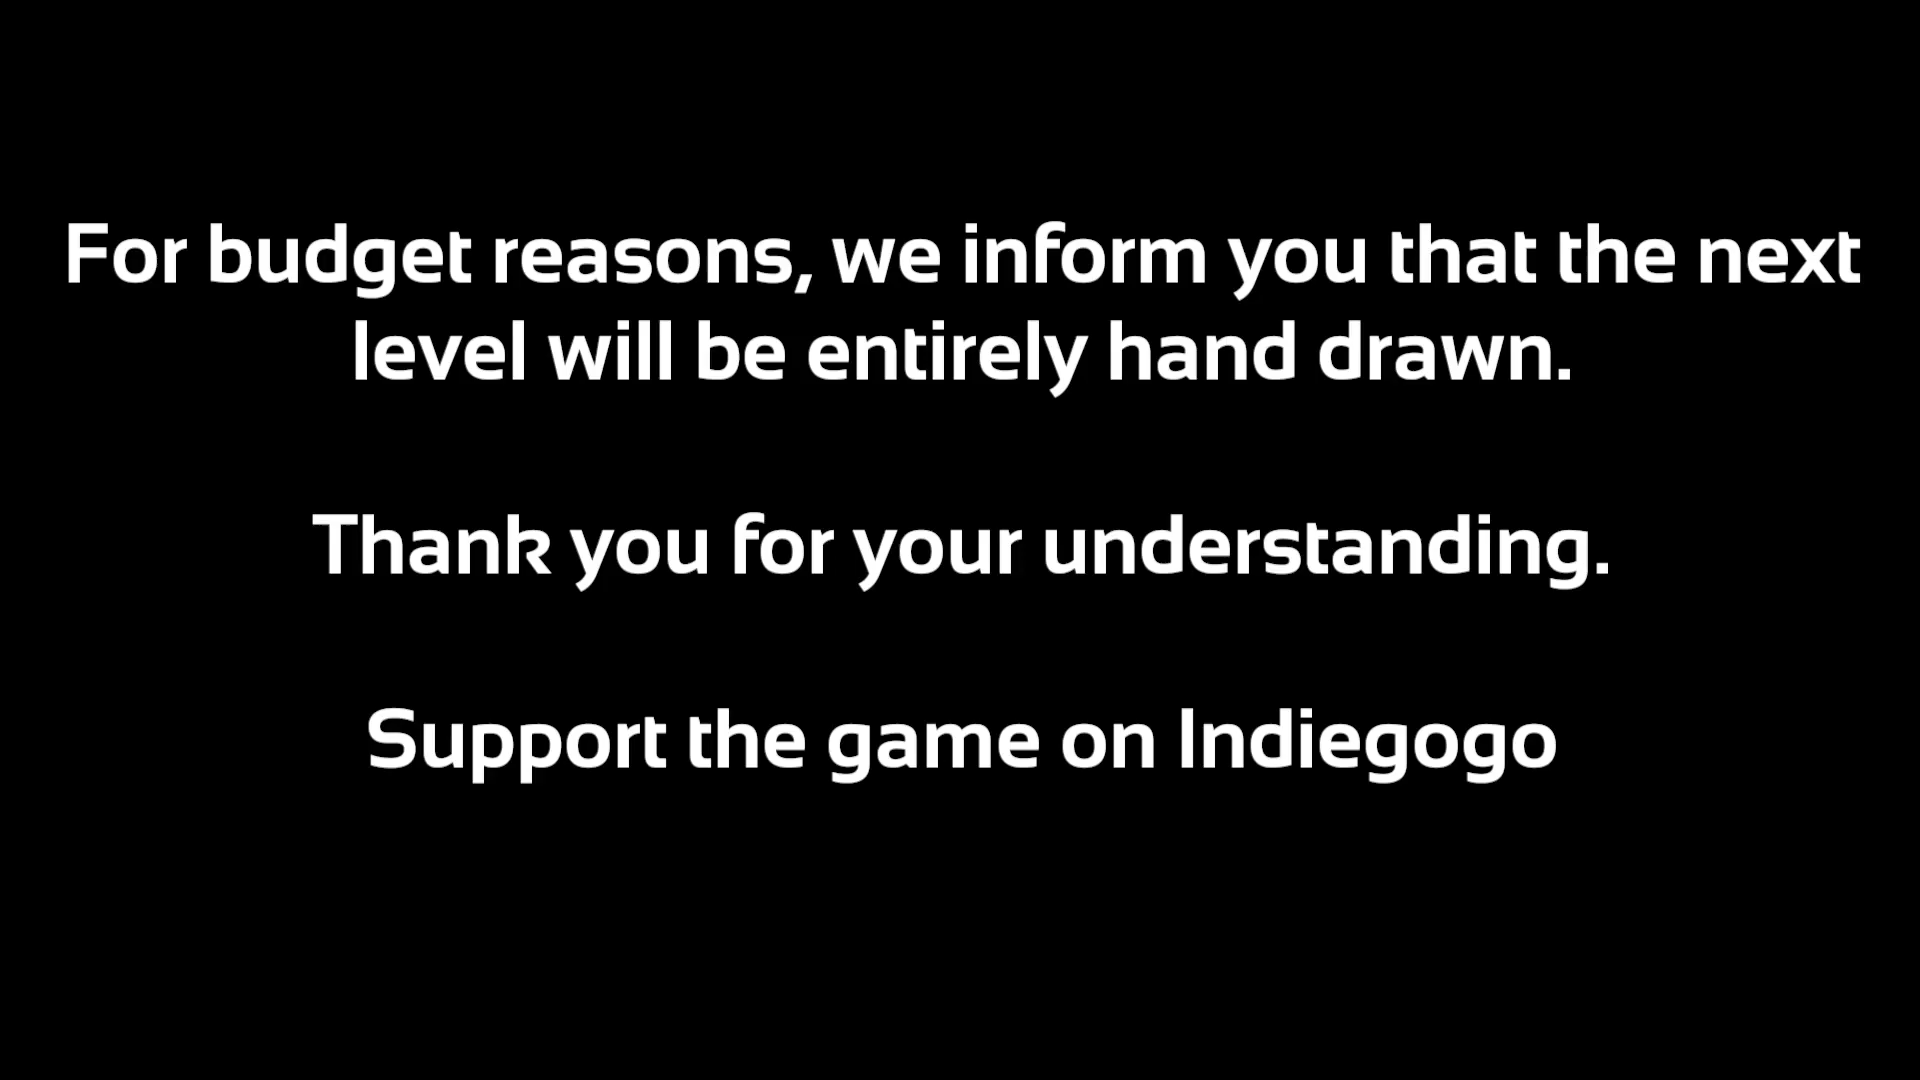 For budget reasons, we inform you that the next
level will be entirely hand drawn.
Thank you for your understanding.
Support the game on Indiegogo